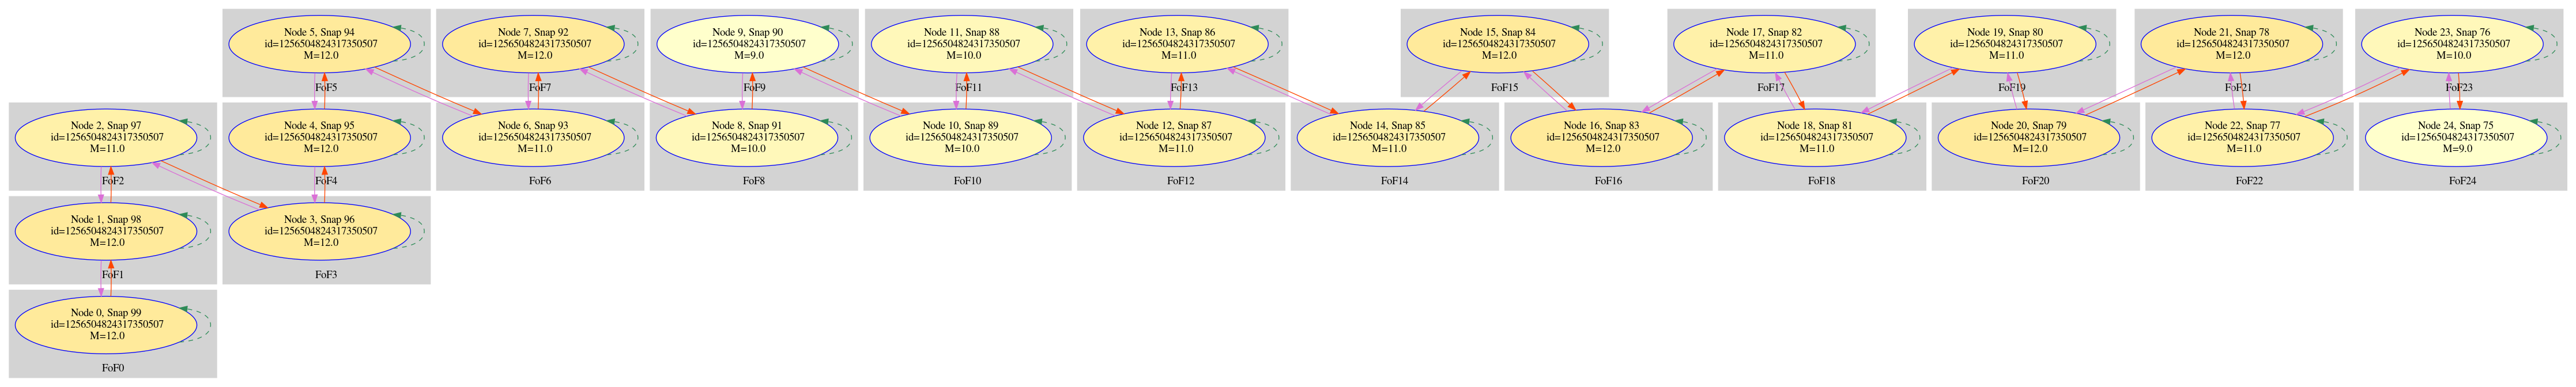 Node 5, Snap 94
id=1256504824317350507
M=12.0
FoF5
Node 7, Snap 92
id=1256504824317350507
M=12.0
FoF7
Node 9, Snap 90
id=1256504824317350507
M=9.0
FoF9
Node 11, Snap 88
id=1256504824317350507
M=10.0
FoF11
Node 13, Snap 86
id=1256504824317350507
M=11.0
FoF13
Node 15, Snap 84
id=1256504824317350507
M=12.0
FoF15
Node 17, Snap 82
id=1256504824317350507
M=11.0
FoF17
Node 19, Snap 80
id=1256504824317350507
M=11.0
FoF19
Node 21, Snap 78
id=1256504824317350507
M=12.0
FoF21
Node 23, Snap 76
id=1256504824317350507
M=10.0
FoF23
Node 2, Snap 97
id=1256504824317350507
M=11.0
FoF2
Node 4, Snap 95
id=1256504824317350507
M=12.0
FoF4
Node 6, Snap 93
id=1256504824317350507
M=11.0
FoF6
Node 8, Snap 91
id=1256504824317350507
M=10.0
FoF8
Node 10, Snap 89
id=1256504824317350507
M=10.0
FoF10
Node 12, Snap 87
id=1256504824317350507
M=11.0
FoF12
Node 14, Snap 85
id=1256504824317350507
M=11.0
FoF14
Node 16, Snap 83
id=1256504824317350507
M=12.0
FoF16
Node 18, Snap 81
id=1256504824317350507
M=11.0
FoF18
Node 20, Snap 79
id=1256504824317350507
M=12.0
FoF20
Node 22, Snap 77
id=1256504824317350507
M=11.0
FoF22
Node 24, Snap 75
id=1256504824317350507
M=9.0
FoF24
Node 1, Snap 98
id=1256504824317350507
M=12.0
FoF1
Node 3, Snap 96
id=1256504824317350507
M=12.0
FoF3
Node 0, Snap 99
id=1256504824317350507
M=12.0
FoF0